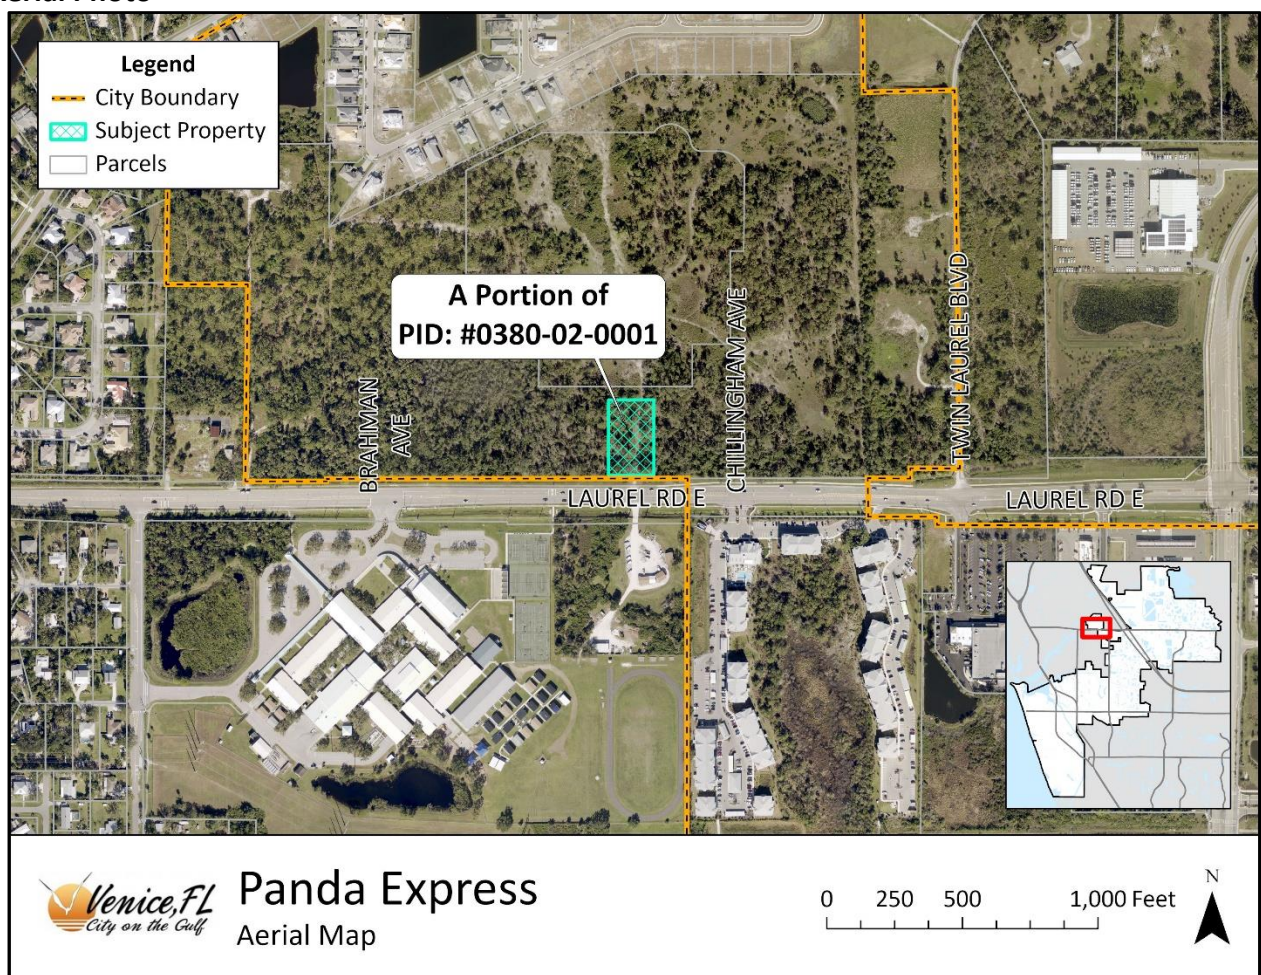 Legend
City Boundary
Subject Property
Parcels
A Portion of
PID: #0380-02-0001
BRAHMAN
AVE
CHILLINGHAM AVE
TWIN LAUREL BLVD
LAUREL RD E
LAUREL RD E
Venice, FL
City on the Gulf
Panda Express
Aerial Map
0 250 500 1,000 Feet
N